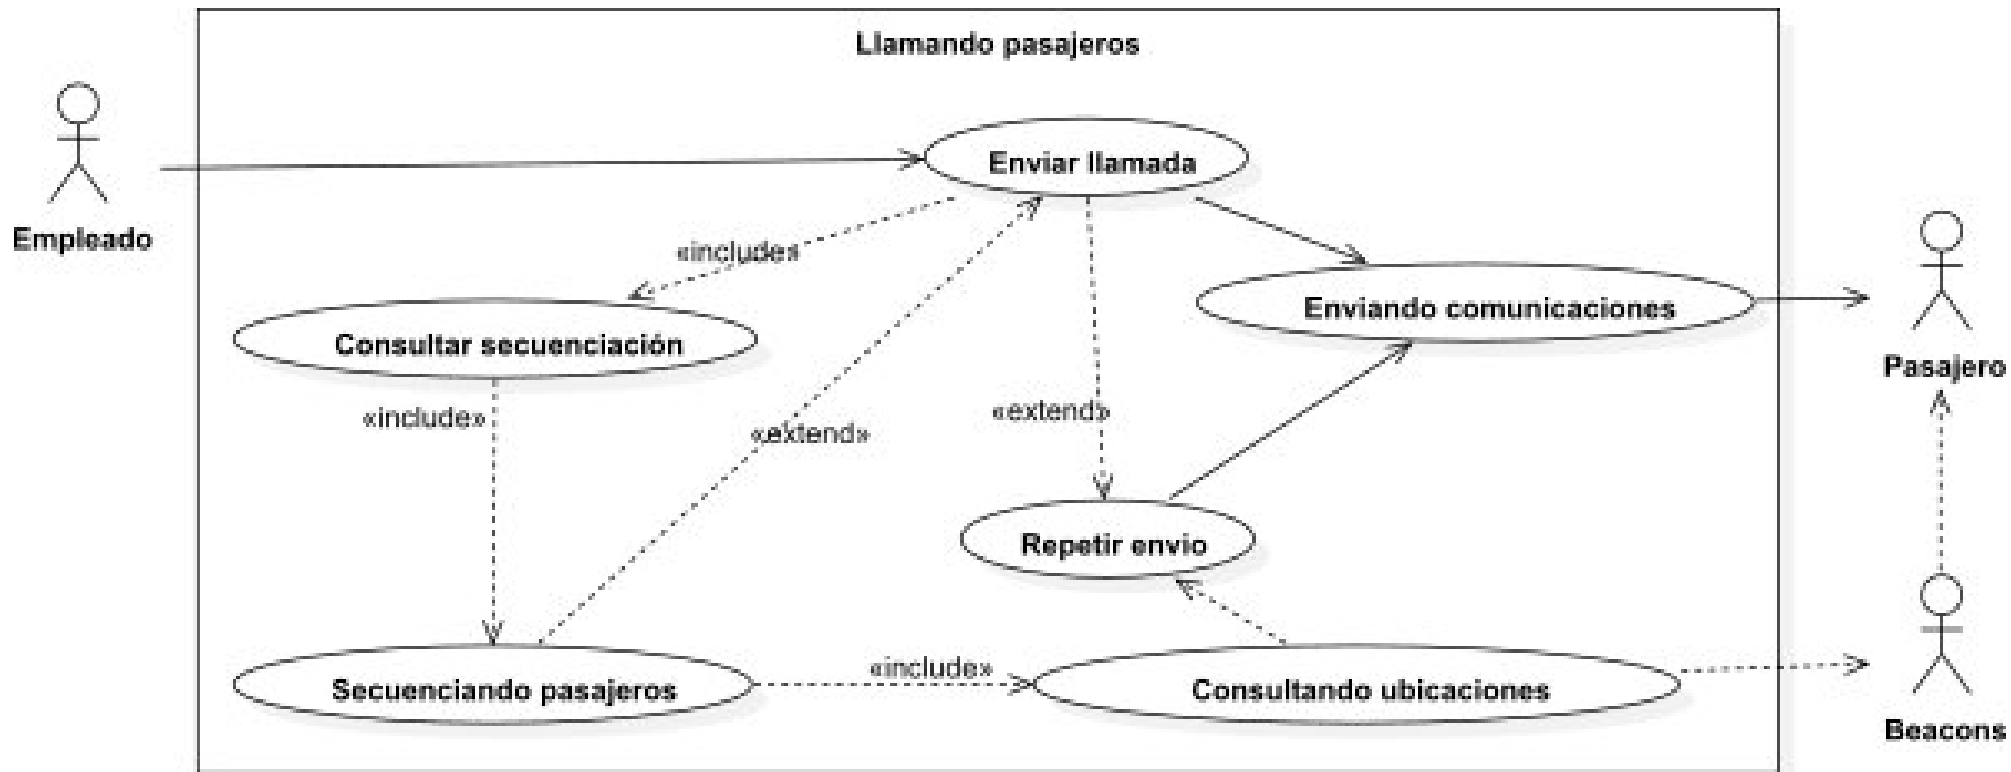 Llamando pasajeros
Enviar llamada
Empleado
«include»
Enviando comunicaciones
Consultar secuenciación
Pasajero
«include»
«extend»
«extend»
Repetir envio
«include»
Secuenciando pasajeros
Consultando ubicaciones
Beacons